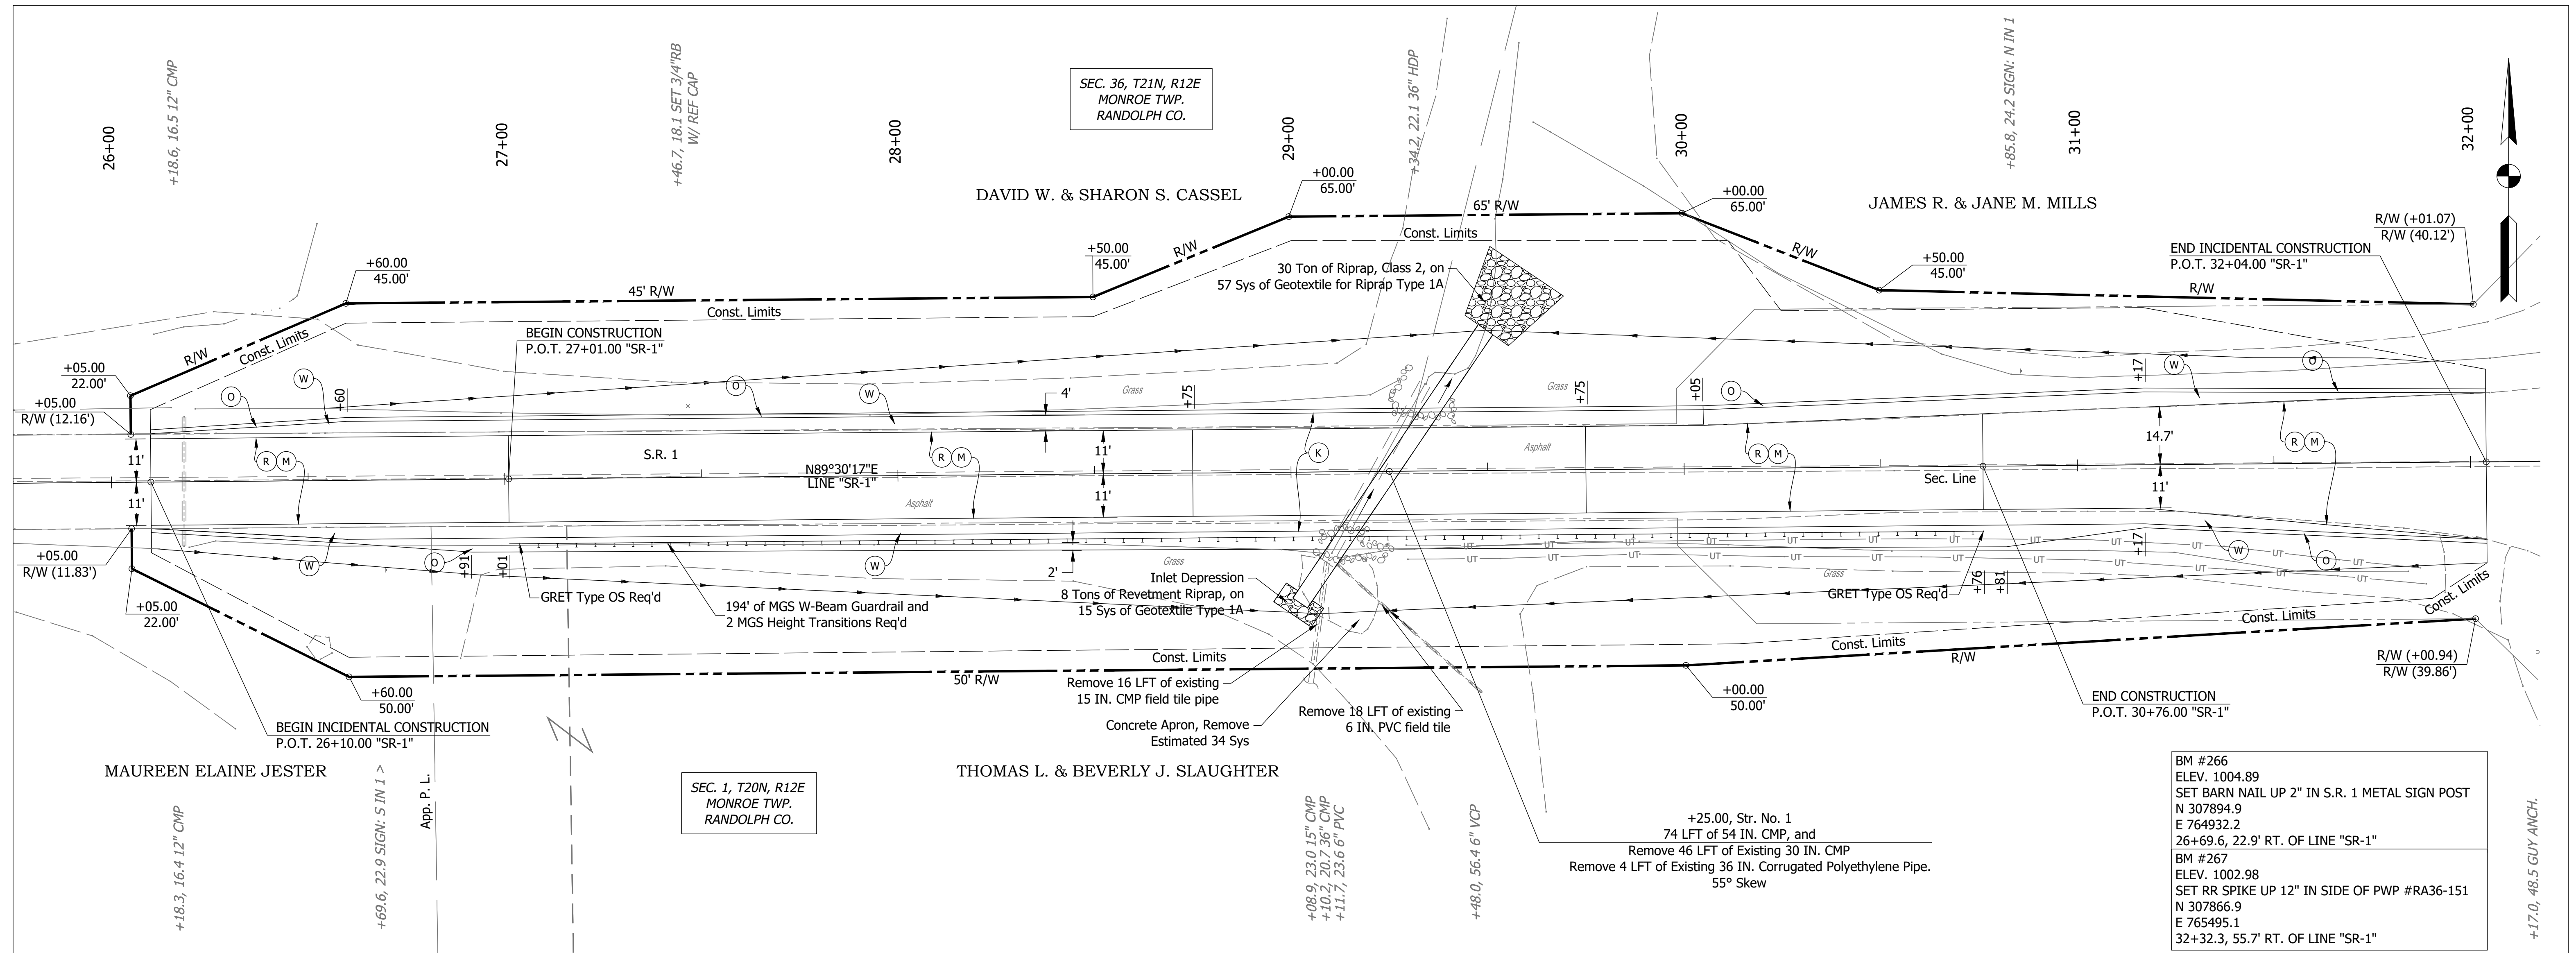 +18.6, 16.5 12" CMP
+46.7, 18.1 SET 3/4"RB
W/ REF CAP
+34.2, 22.1 36" HDP
+85.8, 24.2 SIGN: N IN 1
SEC. 36, T21N, R12E
MONROE TWP.
RANDOLPH CO.
26+00
27+00
28+00
29+00
30+00
31+00
32+00
DAVID W. & SHARON S. CASSEL
JAMES R. & JANE M. MILLS
+00.00
65.00'
65' R/W
+00.00
65.00'
R/W (+01.07)
R/W (40.12')
+60.00
45.00'
45' R/W
+50.00
45.00'
R/W
Const. Limits
R/W
+50.00
45.00'
R/W
END INCIDENTAL CONSTRUCTION
P.O.T. 32+04.00 "SR-1"
30 Ton of Riprap, Class 2, on
57 Sys of Geotextile for Riprap Type 1A
Const. Limits
BEGIN CONSTRUCTION
P.O.T. 27+01.00 "SR-1"
R/W
Const. Limits
+05.00
22.00'
+05.00
R/W (12.16')
O
W
+60
O
W
4'
Grass
+75
Grass
+75
+05
O
+17
W
O
11'
11'
R M
S.R. 1
R M
N89°30'17"E
LINE "SR-1"
Asphalt
11'
11'
K
Asphalt
R M
Sec. Line
14.7'
11'
R M
+05.00
R/W (11.83')
+05.00
22.00'
W
O
+91
+01
W
2'
Grass
UT UT UT UT UT UT UT UT UT
UT UT UT UT UT UT UT UT UT
Grass
+76
+81
+17
W
O
GRET Type OS Req'd
194' of MGS W-Beam Guardrail and
2 MGS Height Transitions Req'd
Inlet Depression
8 Tons of Revetment Riprap, on
15 Sys of Geotextile Type 1A
GRET Type OS Req'd
Const. Limits
Const. Limits
Const. Limits
Const. Limits
R/W
50' R/W
+60.00
50.00'
Remove 16 LFT of existing
15 IN. CMP field tile pipe
Remove 18 LFT of existing
6 IN. PVC field tile
Concrete Apron, Remove
Estimated 34 Sys
+00.00
50.00'
END CONSTRUCTION
P.O.T. 30+76.00 "SR-1"
R/W (+00.94)
R/W (39.86')
BEGIN INCIDENTAL CONSTRUCTION
P.O.T. 26+10.00 "SR-1"
MAUREEN ELAINE JESTER
THOMAS L. & BEVERLY J. SLAUGHTER
+18.3, 16.4 12" CMP
+69.6, 22.9 SIGN: S IN 1 >
App. P. L.
SEC. 1, T20N, R12E
MONROE TWP.
RANDOLPH CO.
+08.9, 23.0 15" CMP
+10.2, 20.7 36" CMP
+11.7, 23.6 6" PVC
+48.0, 56.4 6" VCP
+25.00, Str. No. 1
74 LFT of 54 IN. CMP, and
Remove 46 LFT of Existing 30 IN. CMP
Remove 4 LFT of Existing 36 IN. Corrugated Polyethylene Pipe.
55° Skew
BM #266
ELEV. 1004.89
SET BARN NAIL UP 2" IN S.R. 1 METAL SIGN POST
N 307894.9
E 764932.2
26+69.6, 22.9' RT. OF LINE "SR-1"
BM #267
ELEV. 1002.98
SET RR SPIKE UP 12" IN SIDE OF PWP #RA36-151
N 307866.9
E 765495.1
32+32.3, 55.7' RT. OF LINE "SR-1"
+17.0, 48.5 GUY ANCH.